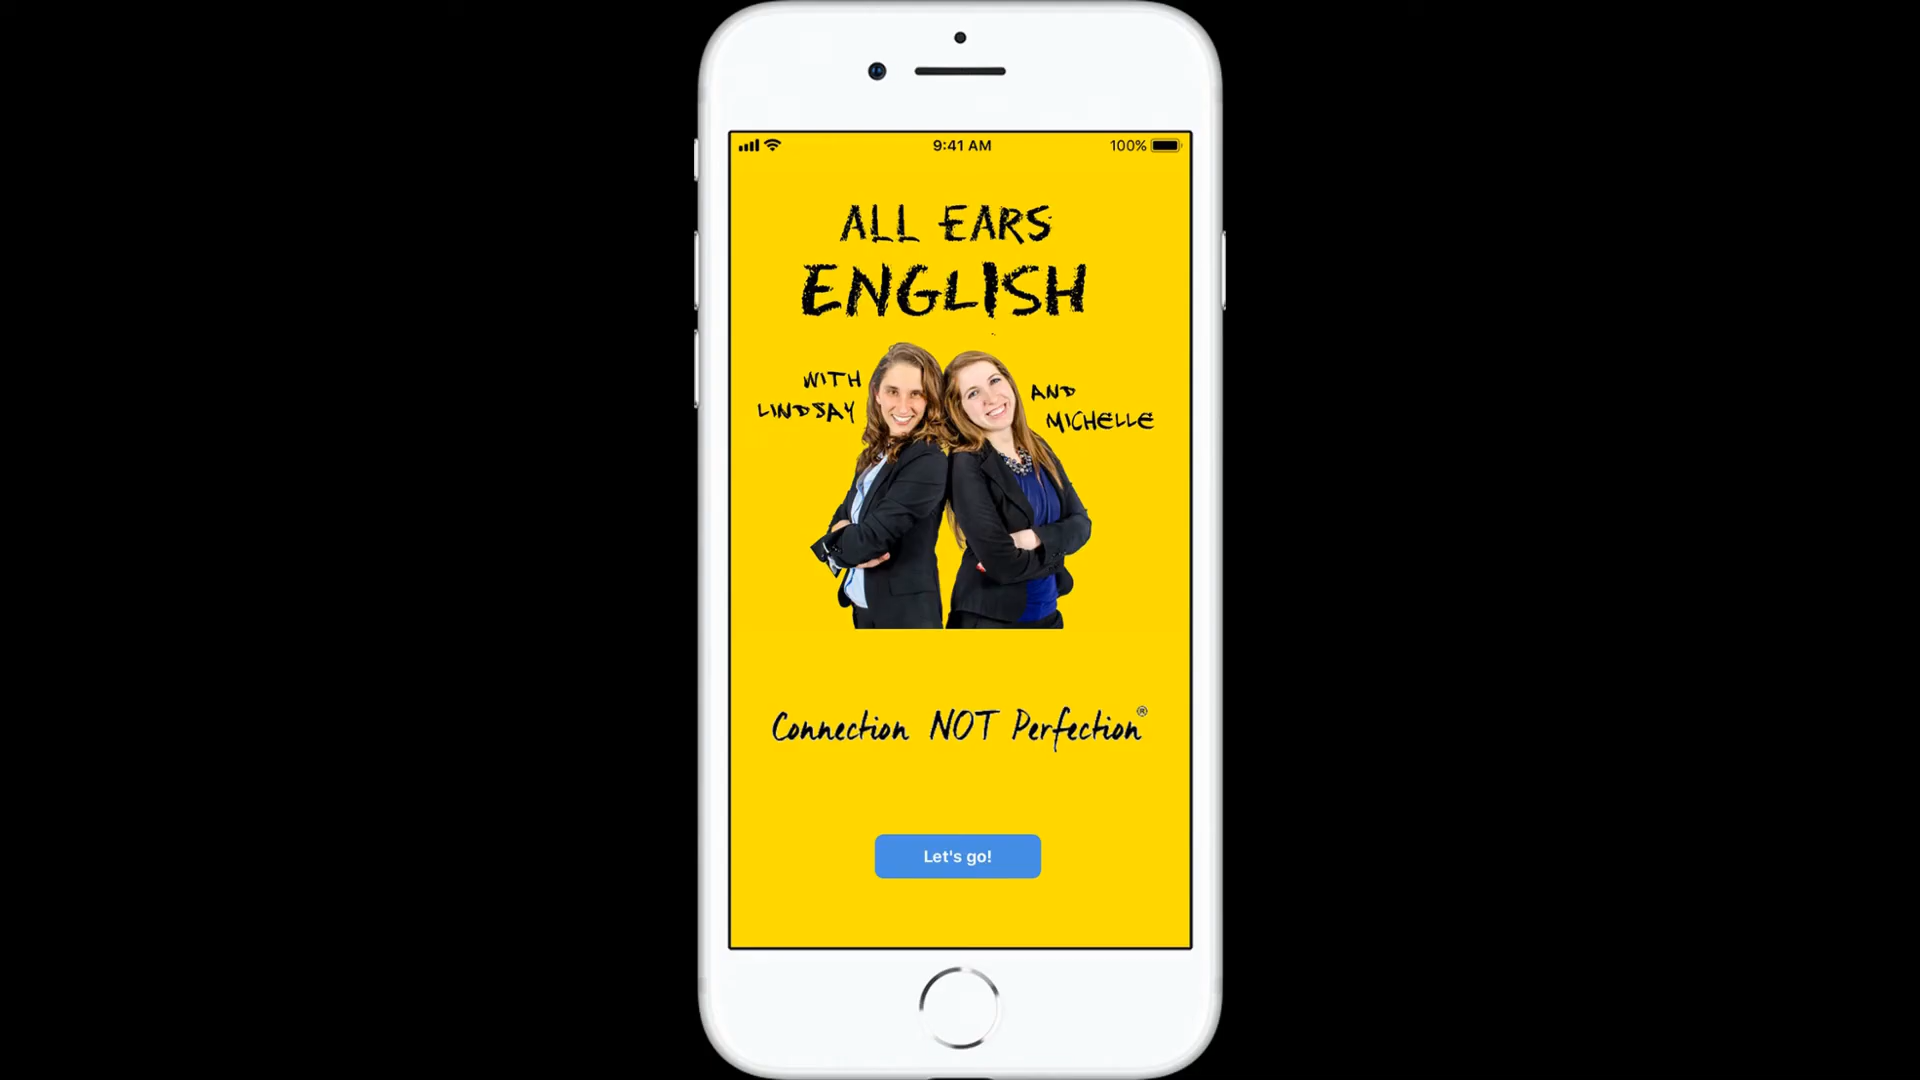 9:41 AM
100%
ALL EARS
ENGLISH
WITH
LINDSAY
AND
MICHELLE
Connection NOT Perfection®
Let's go!